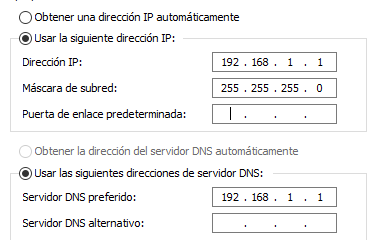 Obtener una dirección IP automáticamente
Usar la siguiente dirección IP:
Dirección IP: 192 . 168 . 1 . 1
Máscara de subred: 255 . 255 . 255 . 0
Puerta de enlace predeterminada: . . .
Obtener la dirección del servidor DNS automáticamente
Usar las siguientes direcciones de servidor DNS:
Servidor DNS preferido: 192 . 168 . 1 . 1
Servidor DNS alternativo: . . .